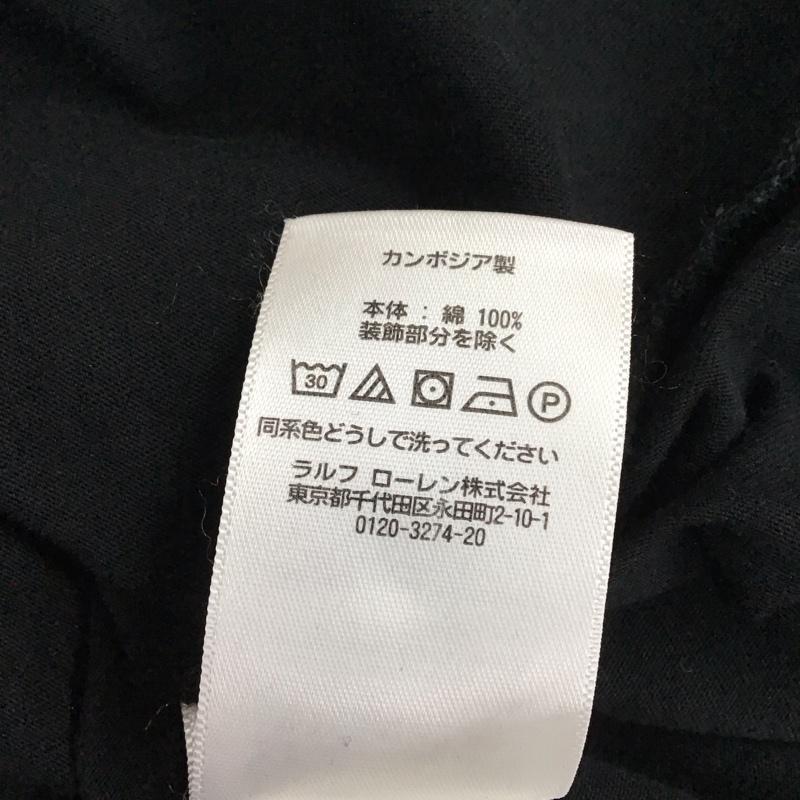 カンボジア製
本体 : 綿 100%
装飾部分を除く
30 P
同系色どうしで洗ってください
ラルフ ローレン株式会社
東京都千代田区永田町2-10-1
0120-3274-20